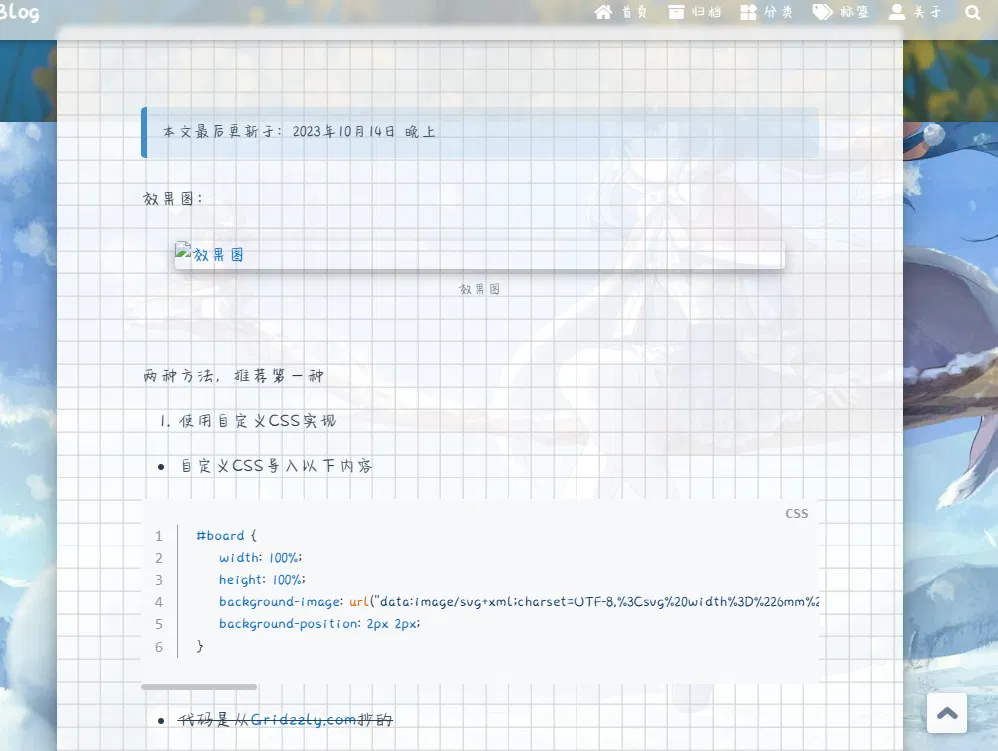 Blog
首页 归档 分类 标签 关于
本文最后更新于：2023年10月14日 晚上
效果图：
效果图
效果图
两种方法，推荐第一种
1. 使用自定义CSS实现
自定义CSS导入以下内容
CSS
1 #board {
2 width: 100%;
3 height: 100%;
4 background-image: url("data:image/svg+xml;charset=UTF-8,%3Csvg%20width%3D%226mm%2
5 background-position: 2px 2px;
6 }
代码是从Gridzzly.com抄的